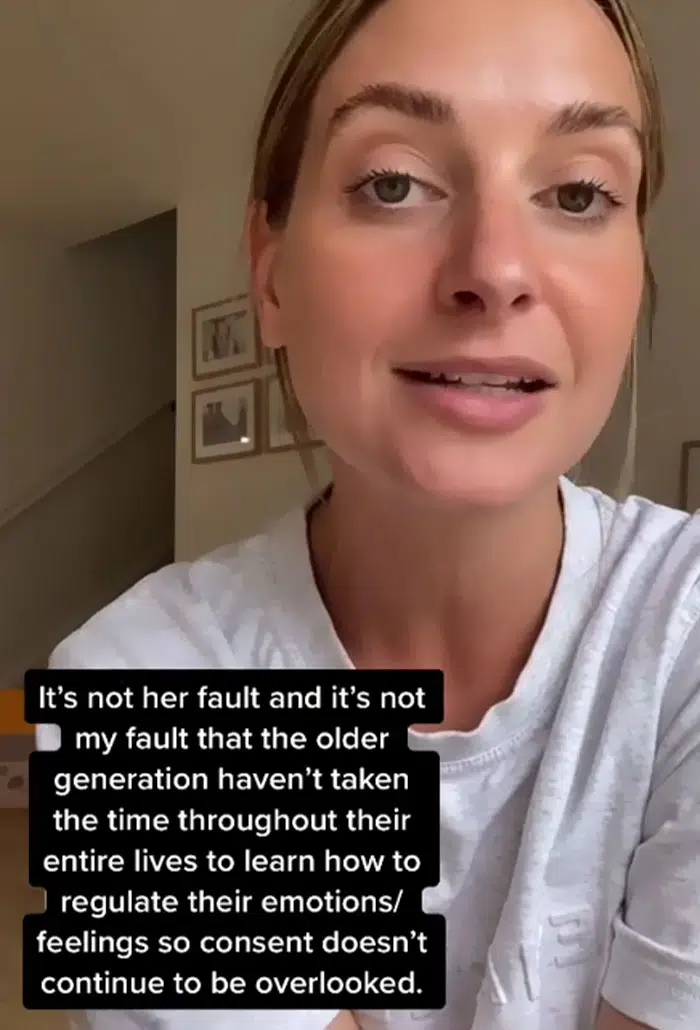 It’s not her fault and it’s not
my fault that the older
generation haven’t taken
the time throughout their
entire lives to learn how to
regulate their emotions/
feelings so consent doesn’t
continue to be overlooked.